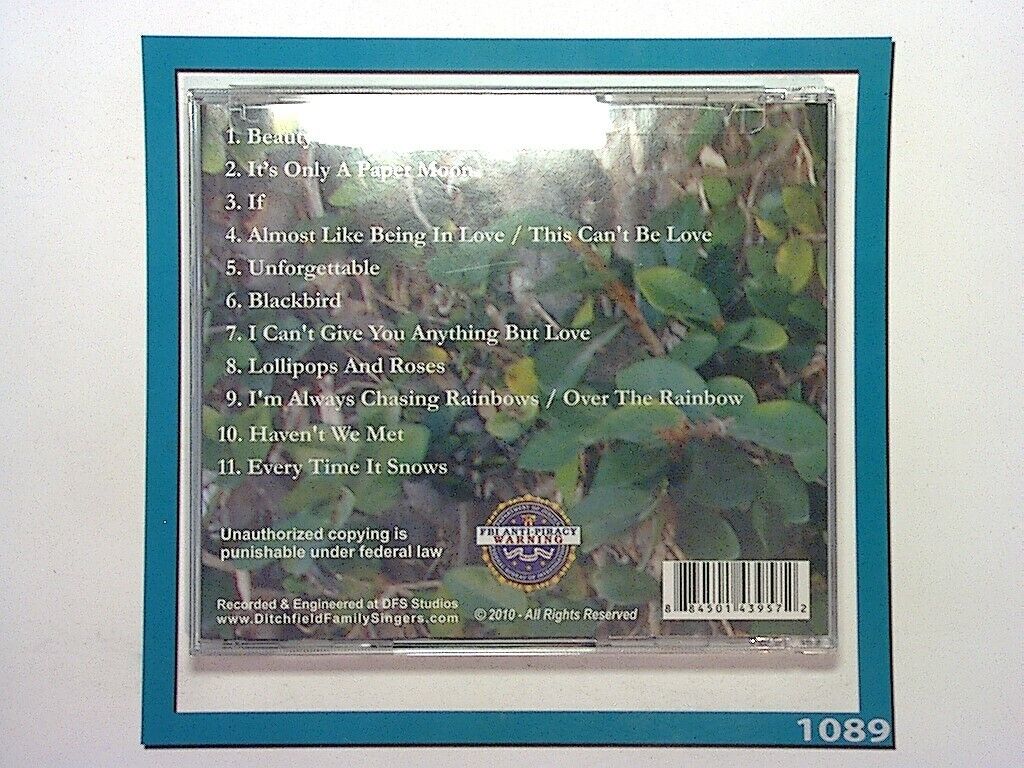 1. Beauty
2. It's Only A Paper Moon
3. If
4. Almost Like Being In Love / This Can't Be Love
5. Unforgettable
6. Blackbird
7. I Can't Give You Anything But Love
8. Lollipops And Roses
9. I'm Always Chasing Rainbows / Over The Rainbow
10. Haven't We Met
11. Every Time It Snows
Unauthorized copying is
punishable under federal law
FBI ANTI-PIRACY
WARNING
Recorded & Engineered at DFS Studios
www.DitchfieldFamilySingers.com
© 2010 - All Rights Reserved
8 84501 43957 2
1089